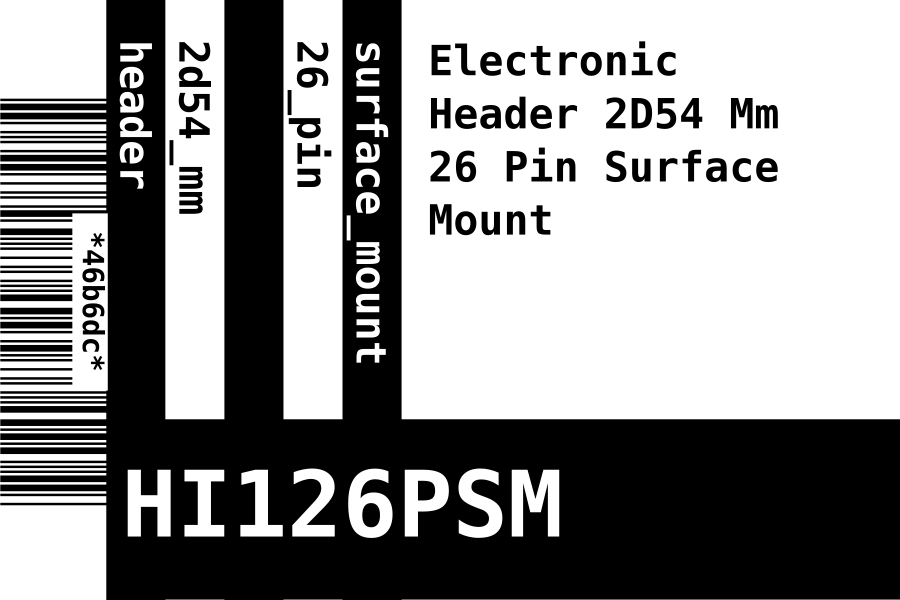 *46b6dc*
header
2d54_mm
26_pin
surface_mount
Electronic
Header 2D54 Mm
26 Pin Surface
Mount
HI126PSM